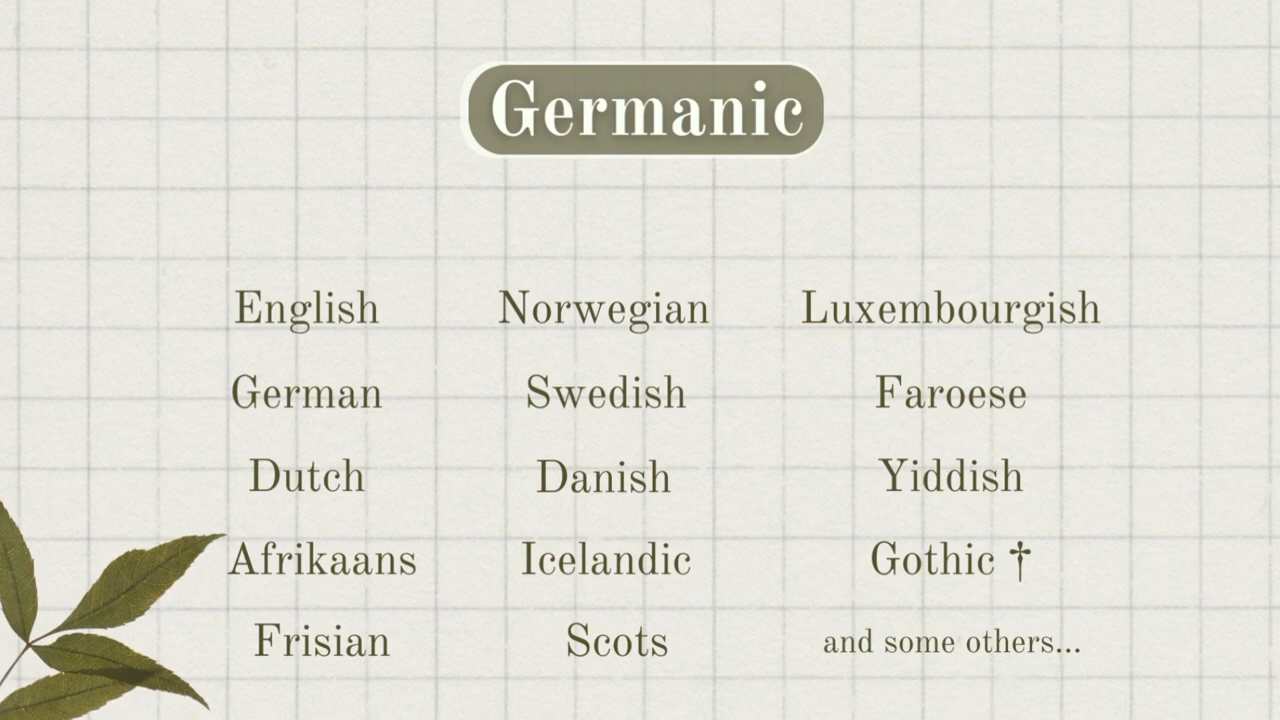 Germanic
English
German
Dutch
Afrikaans
Frisian
Norwegian
Swedish
Danish
Icelandic
Scots
Luxembourgish
Faroese
Yiddish
Gothic †
and some others...